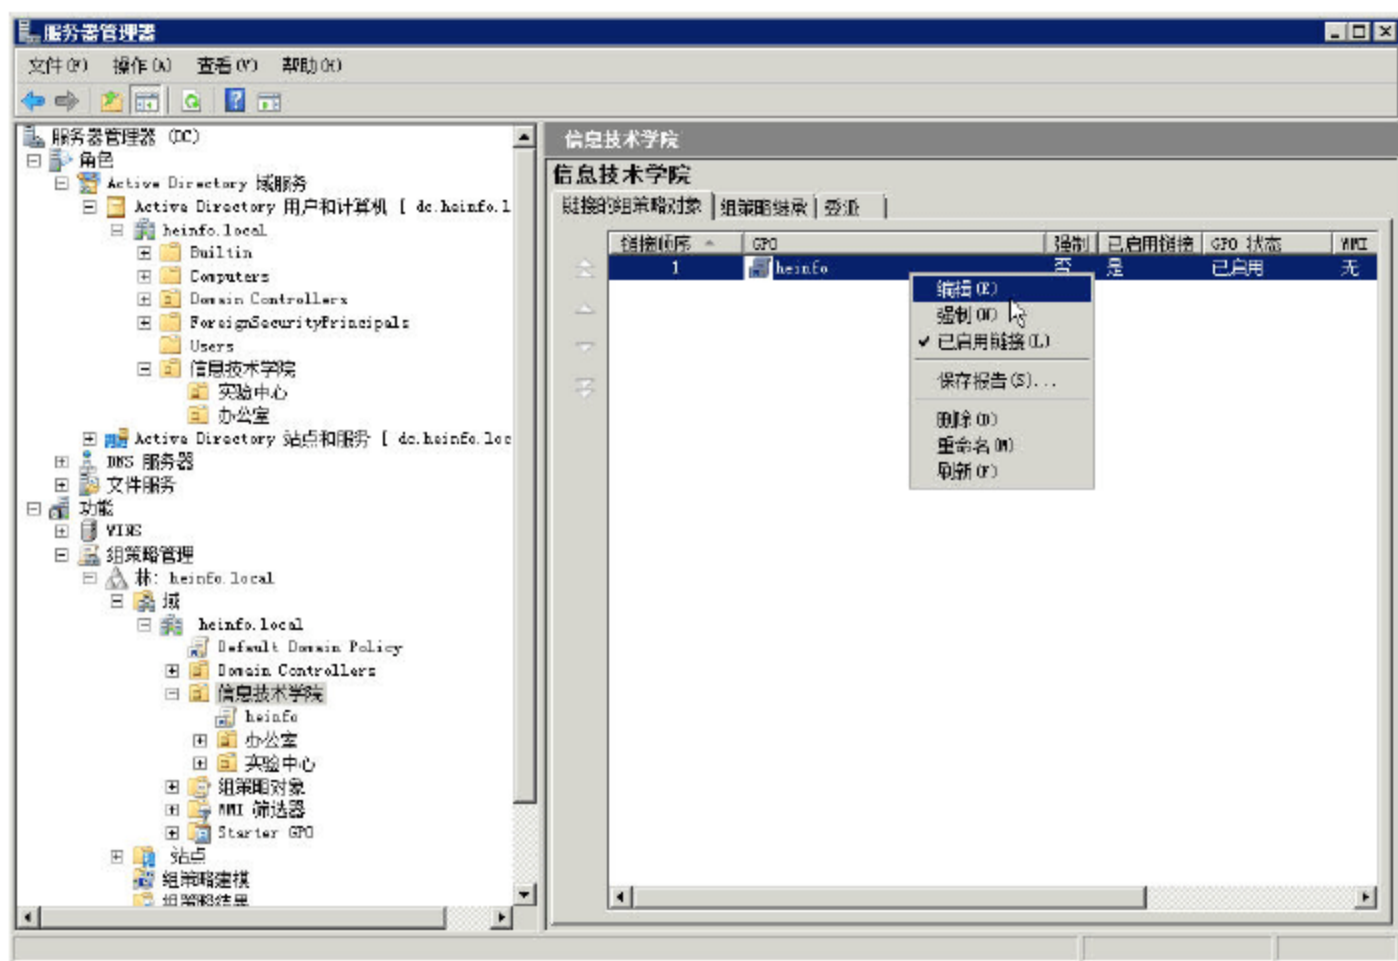 服务器管理器
文件(F) 操作(A) 查看(V) 帮助(H)
服务器管理器 (DC)
角色
Active Directory 域服务
Active Directory 用户和计算机 [ dc.heinfo.l
heinfo.local
Builtin
Computers
Domain Controllers
ForeignSecurityPrincipals
Users
信息技术学院
实验中心
办公室
Active Directory 站点和服务 [ dc.heinfo.loc
DNS 服务器
文件服务
功能
WINS
组策略管理
林: heinfo.local
域
heinfo.local
Default Domain Policy
Domain Controllers
信息技术学院
heinfo
办公室
实验中心
组策略对象
WMI 筛选器
Starter GPO
站点
组策略建模
组策略结果
信息技术学院
信息技术学院
链接的组策略对象 组策略继承 委派
链接顺序 GPO 强制 已启用链接 GPO 状态 WMI
1 heinfo 否 是 已启用 无
编辑(E)
强制(N)
已启用链接(L)
保存报告(S)...
删除(D)
重命名(M)
刷新(F)